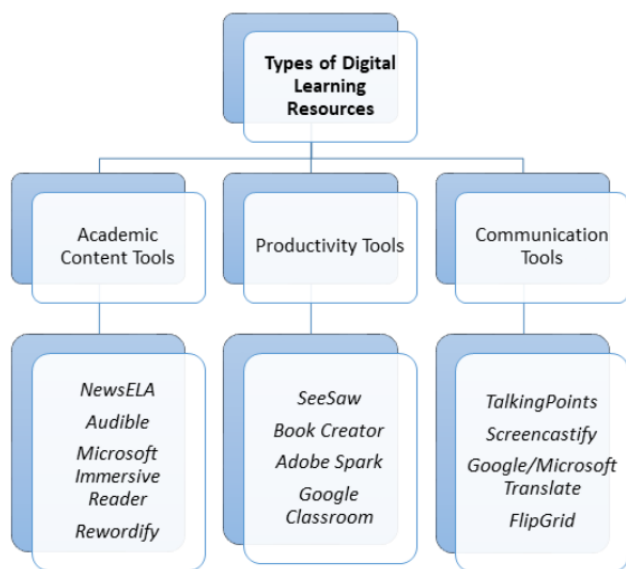 Types of Digital
Learning
Resources
Academic
Content Tools
Productivity Tools
Communication
Tools
NewsELA
Audible
Microsoft
Immersive
Reader
Rewordify
SeeSaw
Book Creator
Adobe Spark
Google
Classroom
TalkingPoints
Screencastify
Google/Microsoft
Translate
FlipGrid